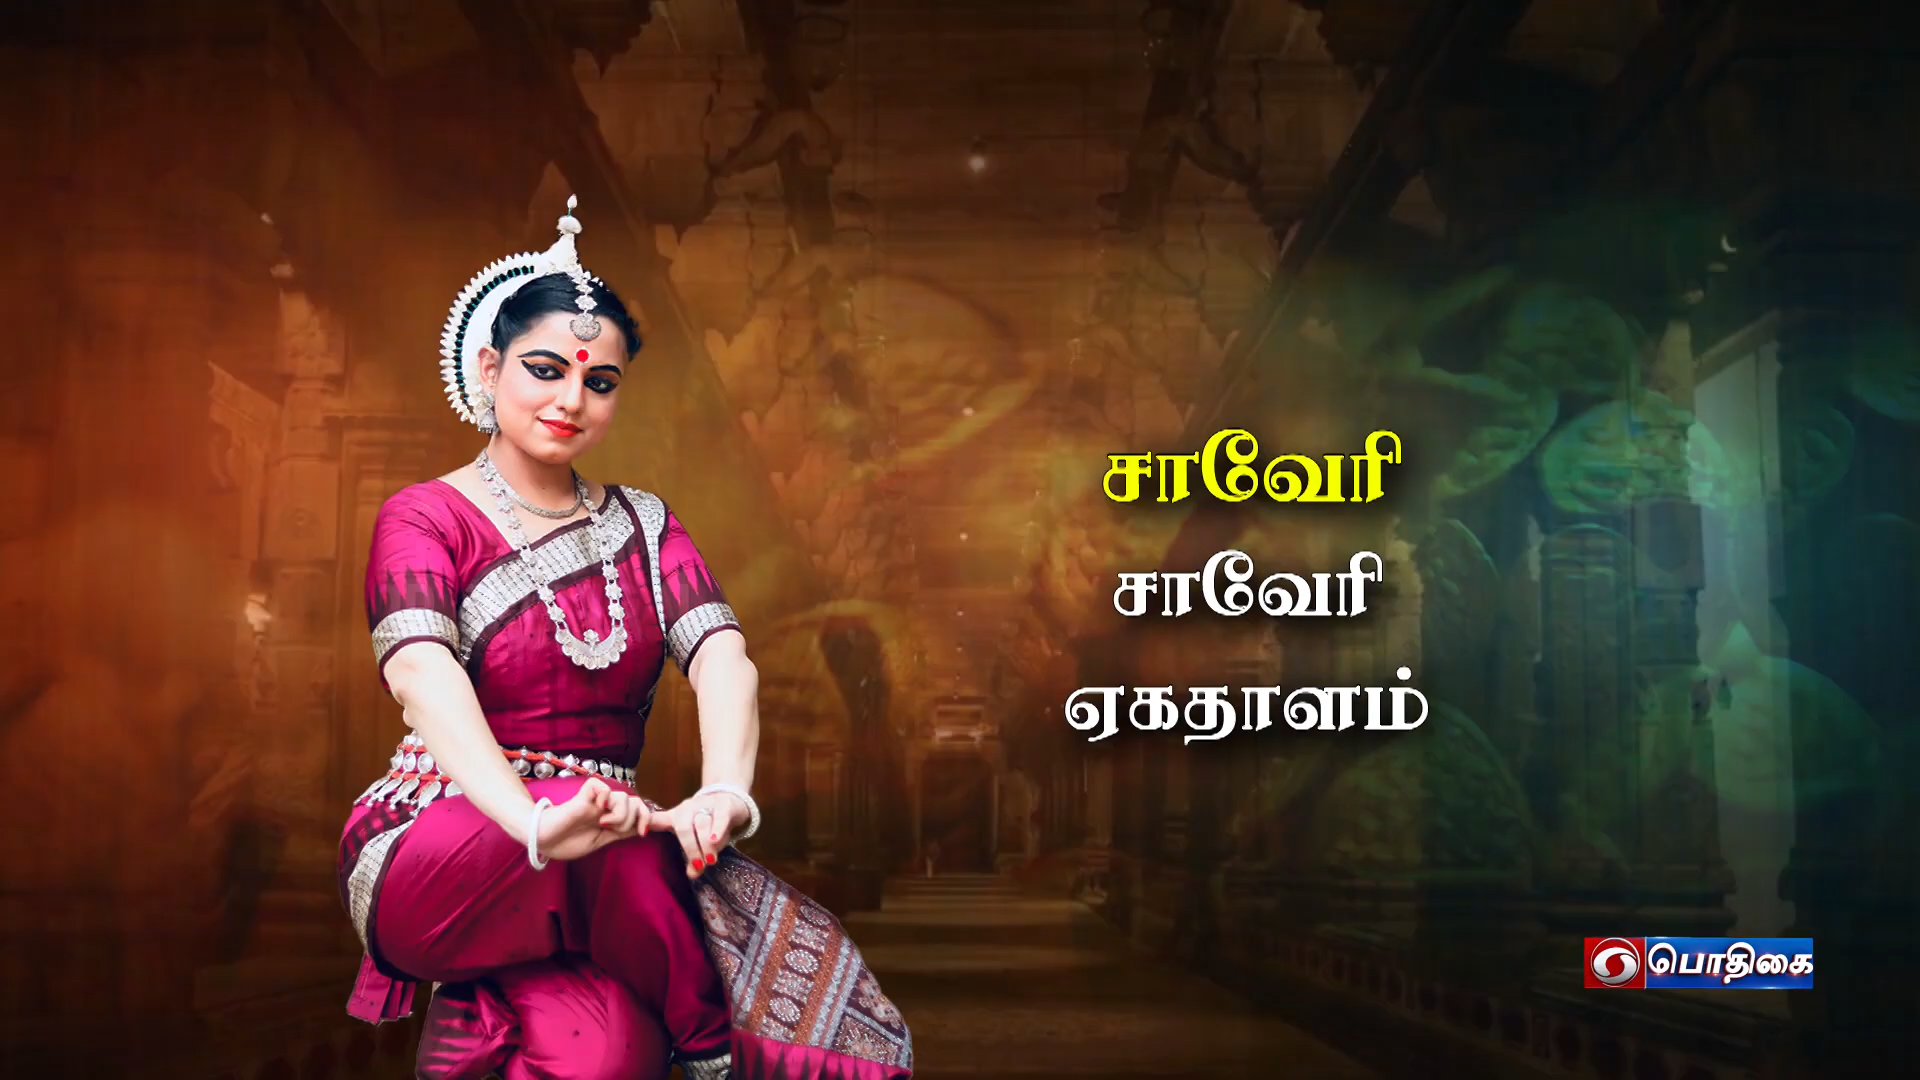 சாவேரி
சாவேரி
ஏகதாளம்
பொதிகை